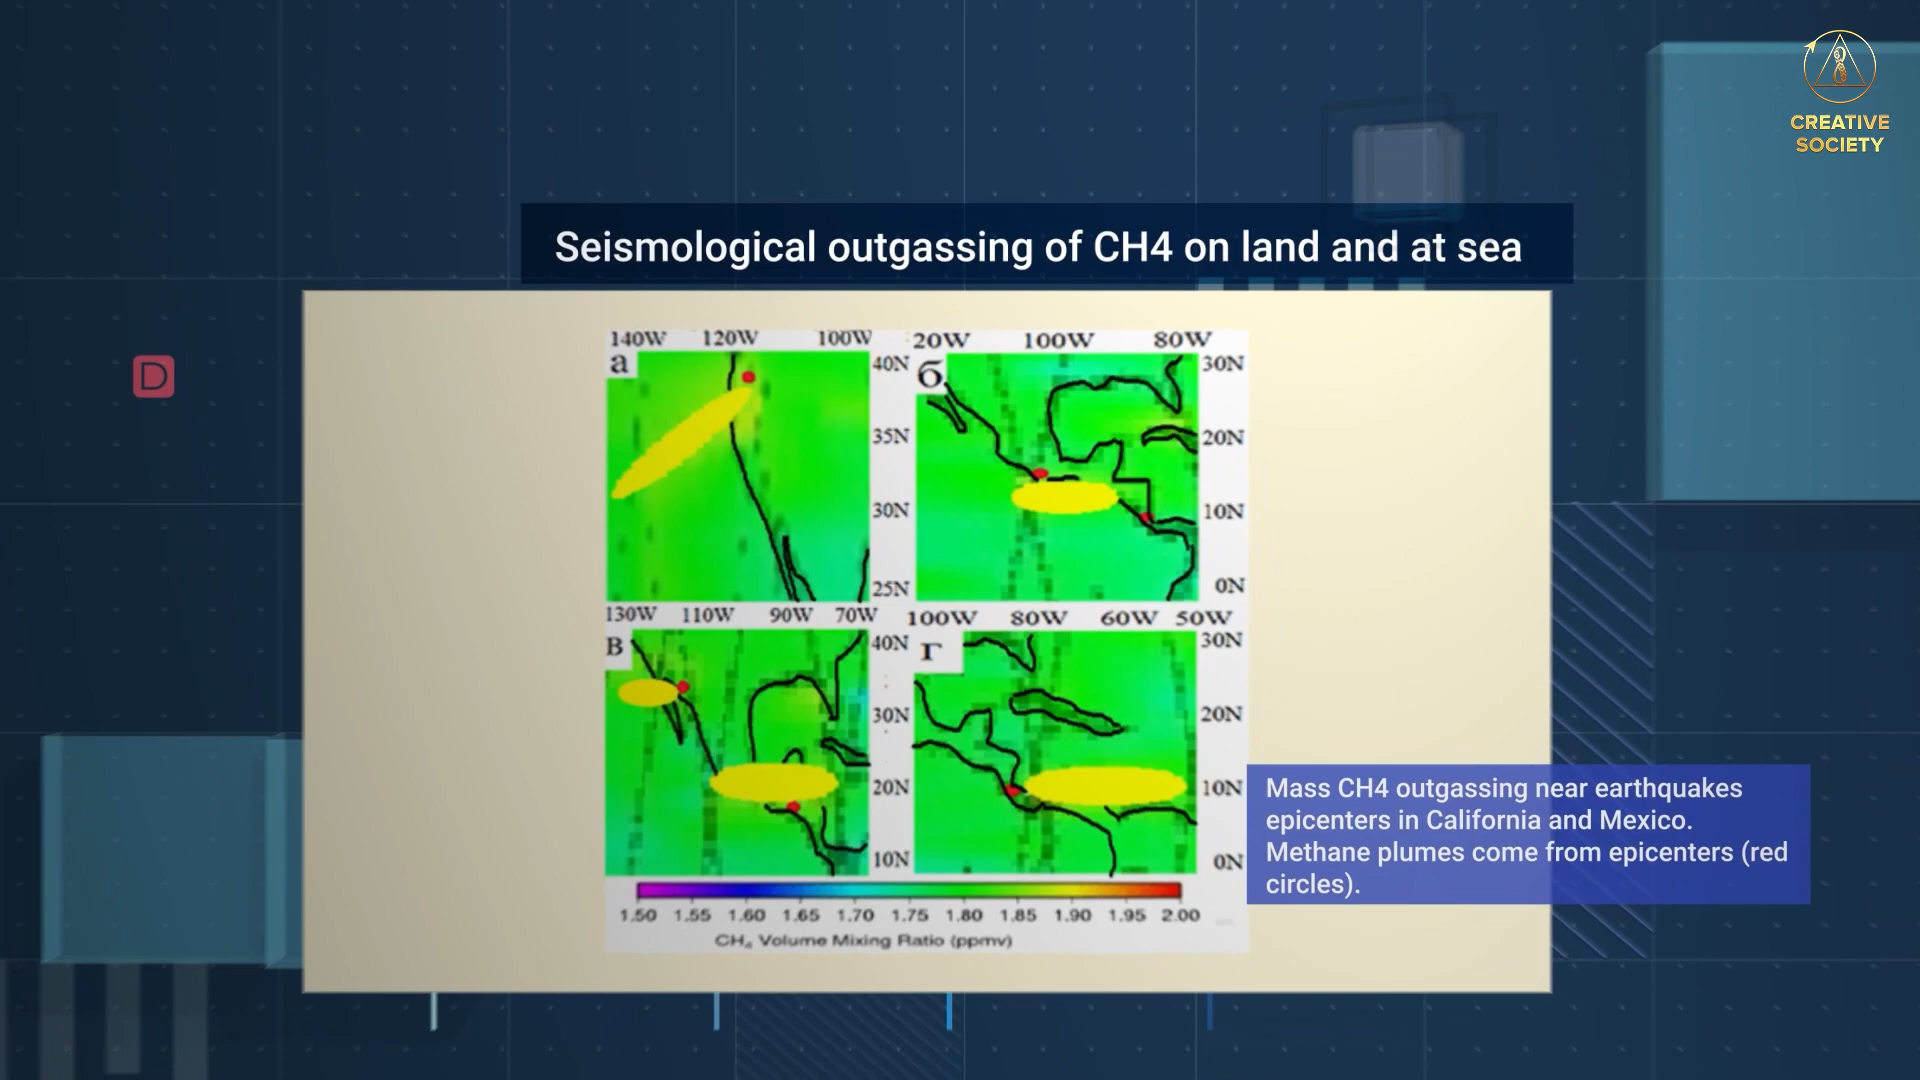 CREATIVE
SOCIETY
Seismological outgassing of CH4 on land and at sea
D
140W 120W 100W
а
40N
35N
30N
25N
20W 100W 80W
б
30N
20N
10N
0N
130W 110W 90W 70W
в
40N
30N
20N
10N
100W 80W 60W 50W
г
30N
20N
10N
0N
1.50 1.55 1.60 1.65 1.70 1.75 1.80 1.85 1.90 1.95 2.00
CH₄ Volume Mixing Ratio (ppmv)
Mass CH4 outgassing near earthquakes
epicenters in California and Mexico.
Methane plumes come from epicenters (red
circles).